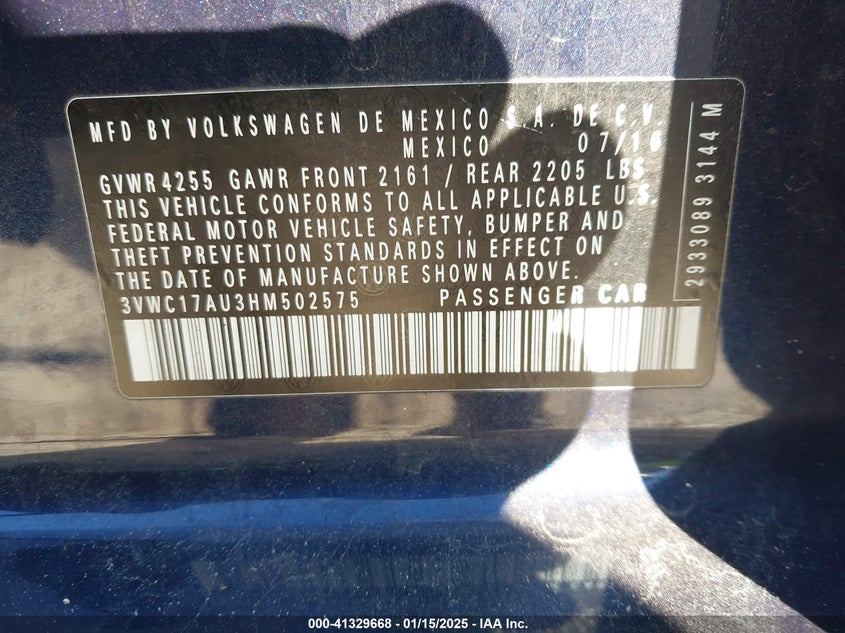 MFD BY VOLKSWAGEN DE MEXICO S.A. DE C.V.
MEXICO 07/16
GVWR 4255 GAWR FRONT 2161 / REAR 2205 LBS
THIS VEHICLE CONFORMS TO ALL APPLICABLE U.S.
FEDERAL MOTOR VEHICLE SAFETY, BUMPER AND
THEFT PREVENTION STANDARDS IN EFFECT ON
THE DATE OF MANUFACTURE SHOWN ABOVE.
3VWC17AU3HM502575 PASSENGER CAR
2933089 3144 M
000-41329668 - 01/15/2025 - IAA Inc.